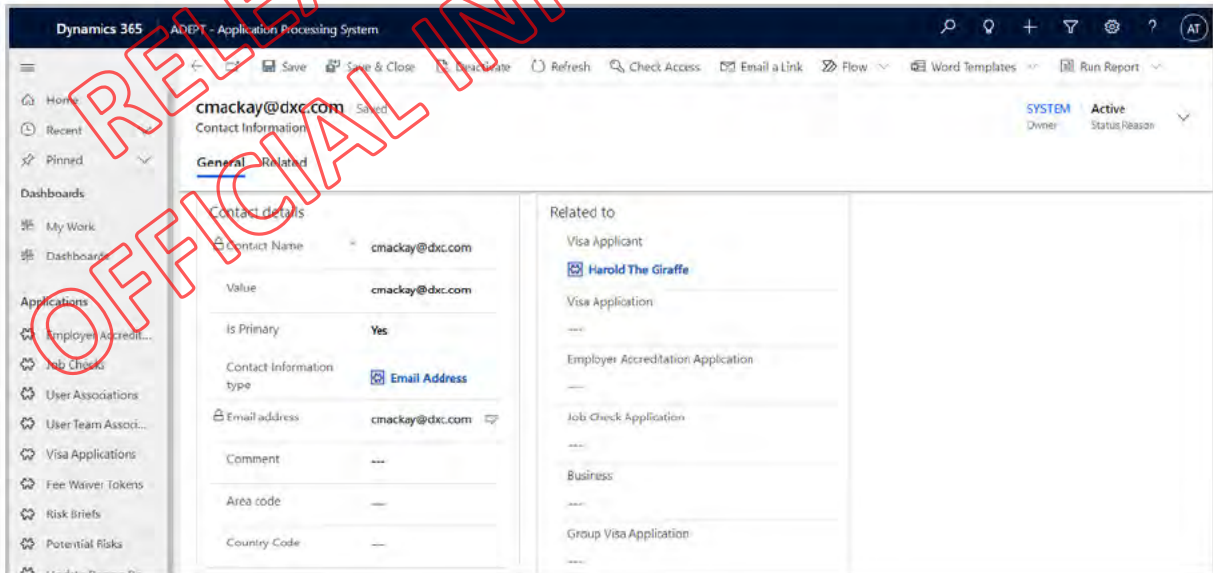 Dynamics 365 ADEPT - Application Processing System ? AT
Save Save & Close Deactivate Refresh Check Access Email a Link Flow Word Templates Run Report
Home
Recent
Pinned
Dashboards
My Work
Dashboards
Applications
Employer Accredit...
Job Checks
User Associations
User Team Associ...
Visa Applications
Fee Waiver Tokens
Risk Briefs
Potential Risks
cmackay@dxc.com Saved
Contact Information
SYSTEM
Owner
Active
Status Reason
General Related
Contact details
Contact Name * cmackay@dxc.com
Value cmackay@dxc.com
Is Primary Yes
Contact Information
type
Email Address
Email address cmackay@dxc.com
Comment ---
Area code ---
Country Code ---
Related to
Visa Applicant
Harold The Giraffe
Visa Application
---
Employer Accreditation Application
---
Job Check Application
---
Business
---
Group Visa Application
---
RELEA
OFFICIAL IN